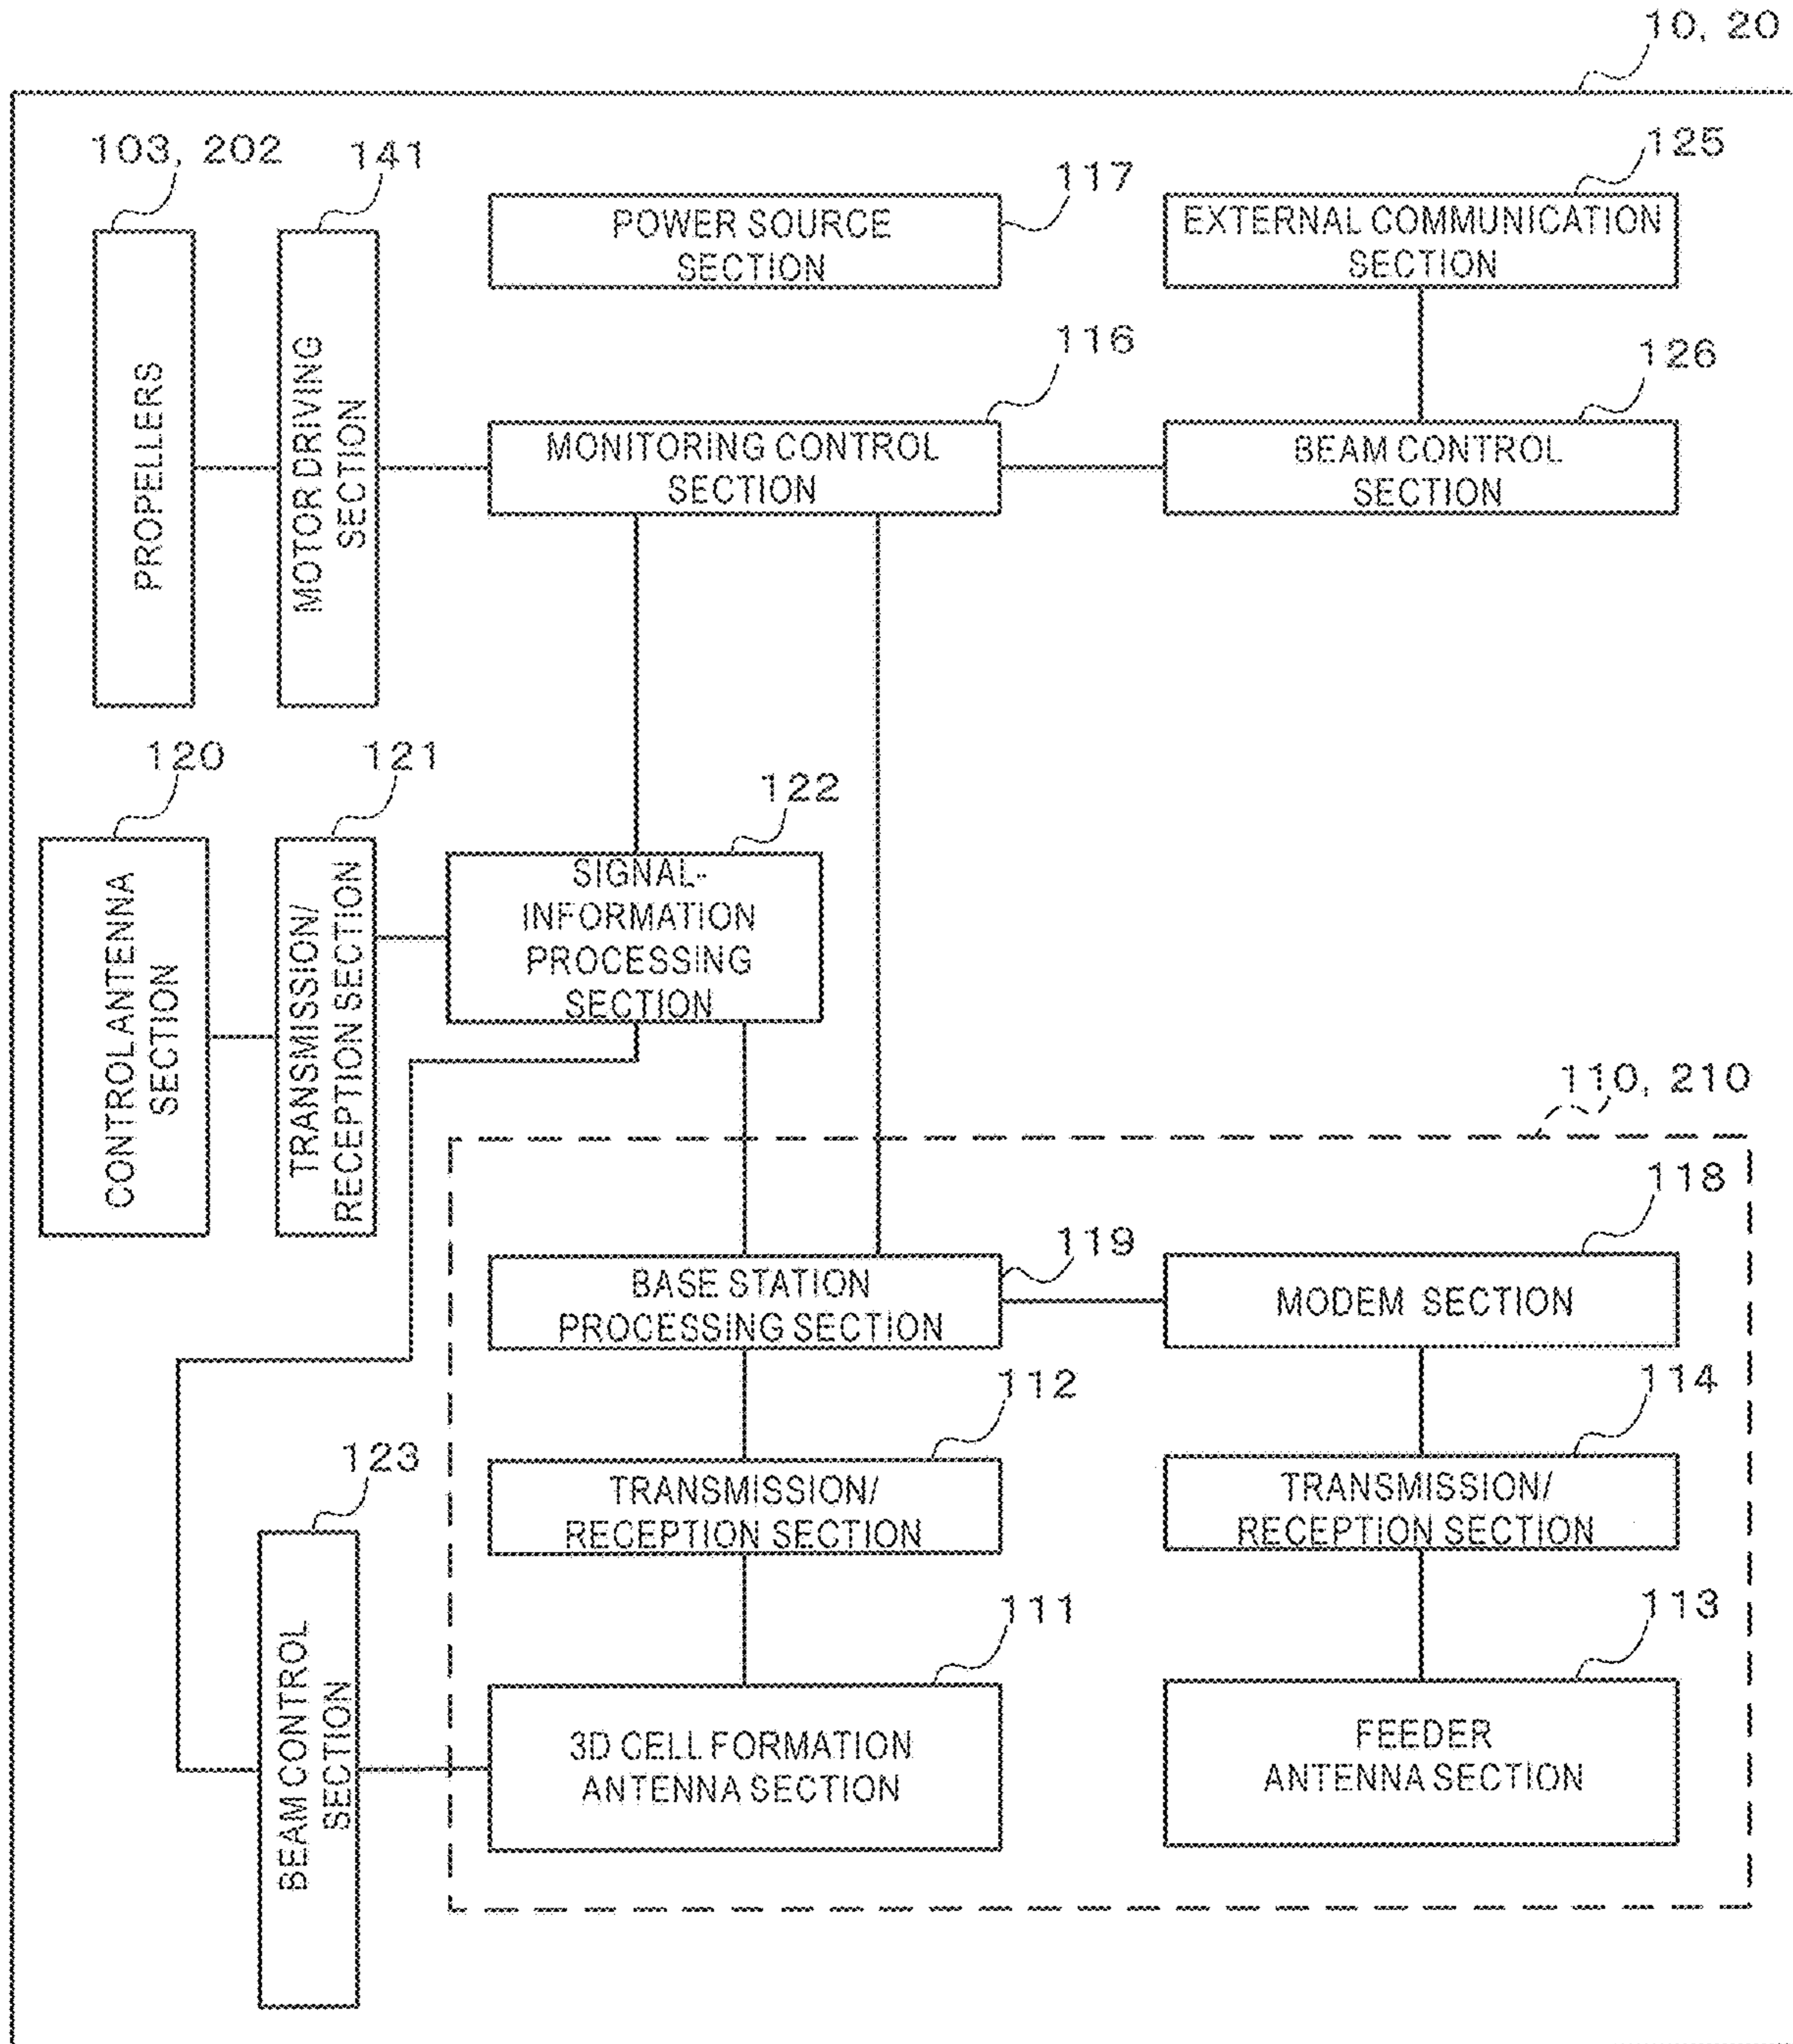 10, 20
103, 202
141
117
125
POWER SOURCE
SECTION
EXTERNAL COMMUNICATION
SECTION
PROPELLERS
MOTOR DRIVING
SECTION
116
126
MONITORING CONTROL
SECTION
BEAM CONTROL
SECTION
120
121
122
CONTROL ANTENNA
SECTION
TRANSMISSION/
RECEPTION SECTION
SIGNAL-
INFORMATION
PROCESSING
SECTION
110, 210
119
118
BASE STATION
PROCESSING SECTION
MODEM SECTION
112
114
TRANSMISSION/
RECEPTION SECTION
TRANSMISSION/
RECEPTION SECTION
123
111
113
BEAM CONTROL
SECTION
3D CELL FORMATION
ANTENNA SECTION
FEEDER
ANTENNA SECTION